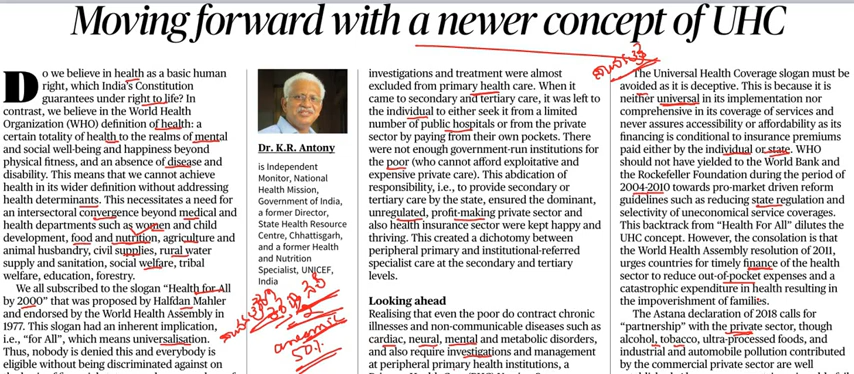 Moving forward with a newer concept of UHC
Do we believe in health as a basic human
right, which India's Constitution
guarantees under right to life? In
contrast, we believe in the World Health
Organization (WHO) definition of health: a
certain totality of health to the realms of mental
and social well-being and happiness beyond
physical fitness, and an absence of disease and
disability. This means that we cannot achieve
health in its wider definition without addressing
health determinants. This necessitates a need for
an intersectoral convergence beyond medical and
health departments such as women and child
development, food and nutrition, agriculture and
animal husbandry, civil supplies, rural water
supply and sanitation, social welfare, tribal
welfare, education, forestry.
We all subscribed to the slogan "Health for All
by 2000" that was proposed by Halfdan Mahler
and endorsed by the World Health Assembly in
1977. This slogan had an inherent implication,
i.e., "for All", which means universalisation.
Thus, nobody is denied this and everybody is
eligible without being discriminated against on
Dr. K.R. Antony
is Independent
Monitor, National
Health Mission,
Government of India,
a former Director,
State Health Resource
Centre, Chhattisgarh,
and a former Health
and Nutrition
Specialist, UNICEF,
India
anaemic
50%
investigations and treatment were almost
excluded from primary health care. When it
came to secondary and tertiary care, it was left to
the individual to either seek it from a limited
number of public hospitals or from the private
sector by paying from their own pockets. There
were not enough government-run institutions for
the poor (who cannot afford exploitative and
expensive private care). This abdication of
responsibility, i.e., to provide secondary or
tertiary care by the state, ensured the dominant,
unregulated, profit-making private sector and
also health insurance sector were kept happy and
thriving. This created a dichotomy between
peripheral primary and institutional-referred
specialist care at the secondary and tertiary
levels.
Looking ahead
Realising that even the poor do contract chronic
illnesses and non-communicable diseases such as
cardiac, neural, mental and metabolic disorders,
and also require investigations and management
at peripheral primary health institutions, a
The Universal Health Coverage slogan must be
avoided as it is deceptive. This is because it is
neither universal in its implementation nor
comprehensive in its coverage of services and
never assures accessibility or affordability as its
financing is conditional to insurance premiums
paid either by the individual or state. WHO
should not have yielded to the World Bank and
the Rockefeller Foundation during the period of
2004-2010 towards pro-market driven reform
guidelines such as reducing state regulation and
selectivity of uneconomical service coverages.
This backtrack from "Health For All" dilutes the
UHC concept. However, the consolation is that
the World Health Assembly resolution of 2011,
urges countries for timely finance of the health
sector to reduce out-of-pocket expenses and a
catastrophic expenditure in health resulting in
the impoverishment of families.
The Astana declaration of 2018 calls for
"partnership" with the private sector, though
alcohol, tobacco, ultra-processed foods, and
industrial and automobile pollution contributed
by the commercial private sector are well